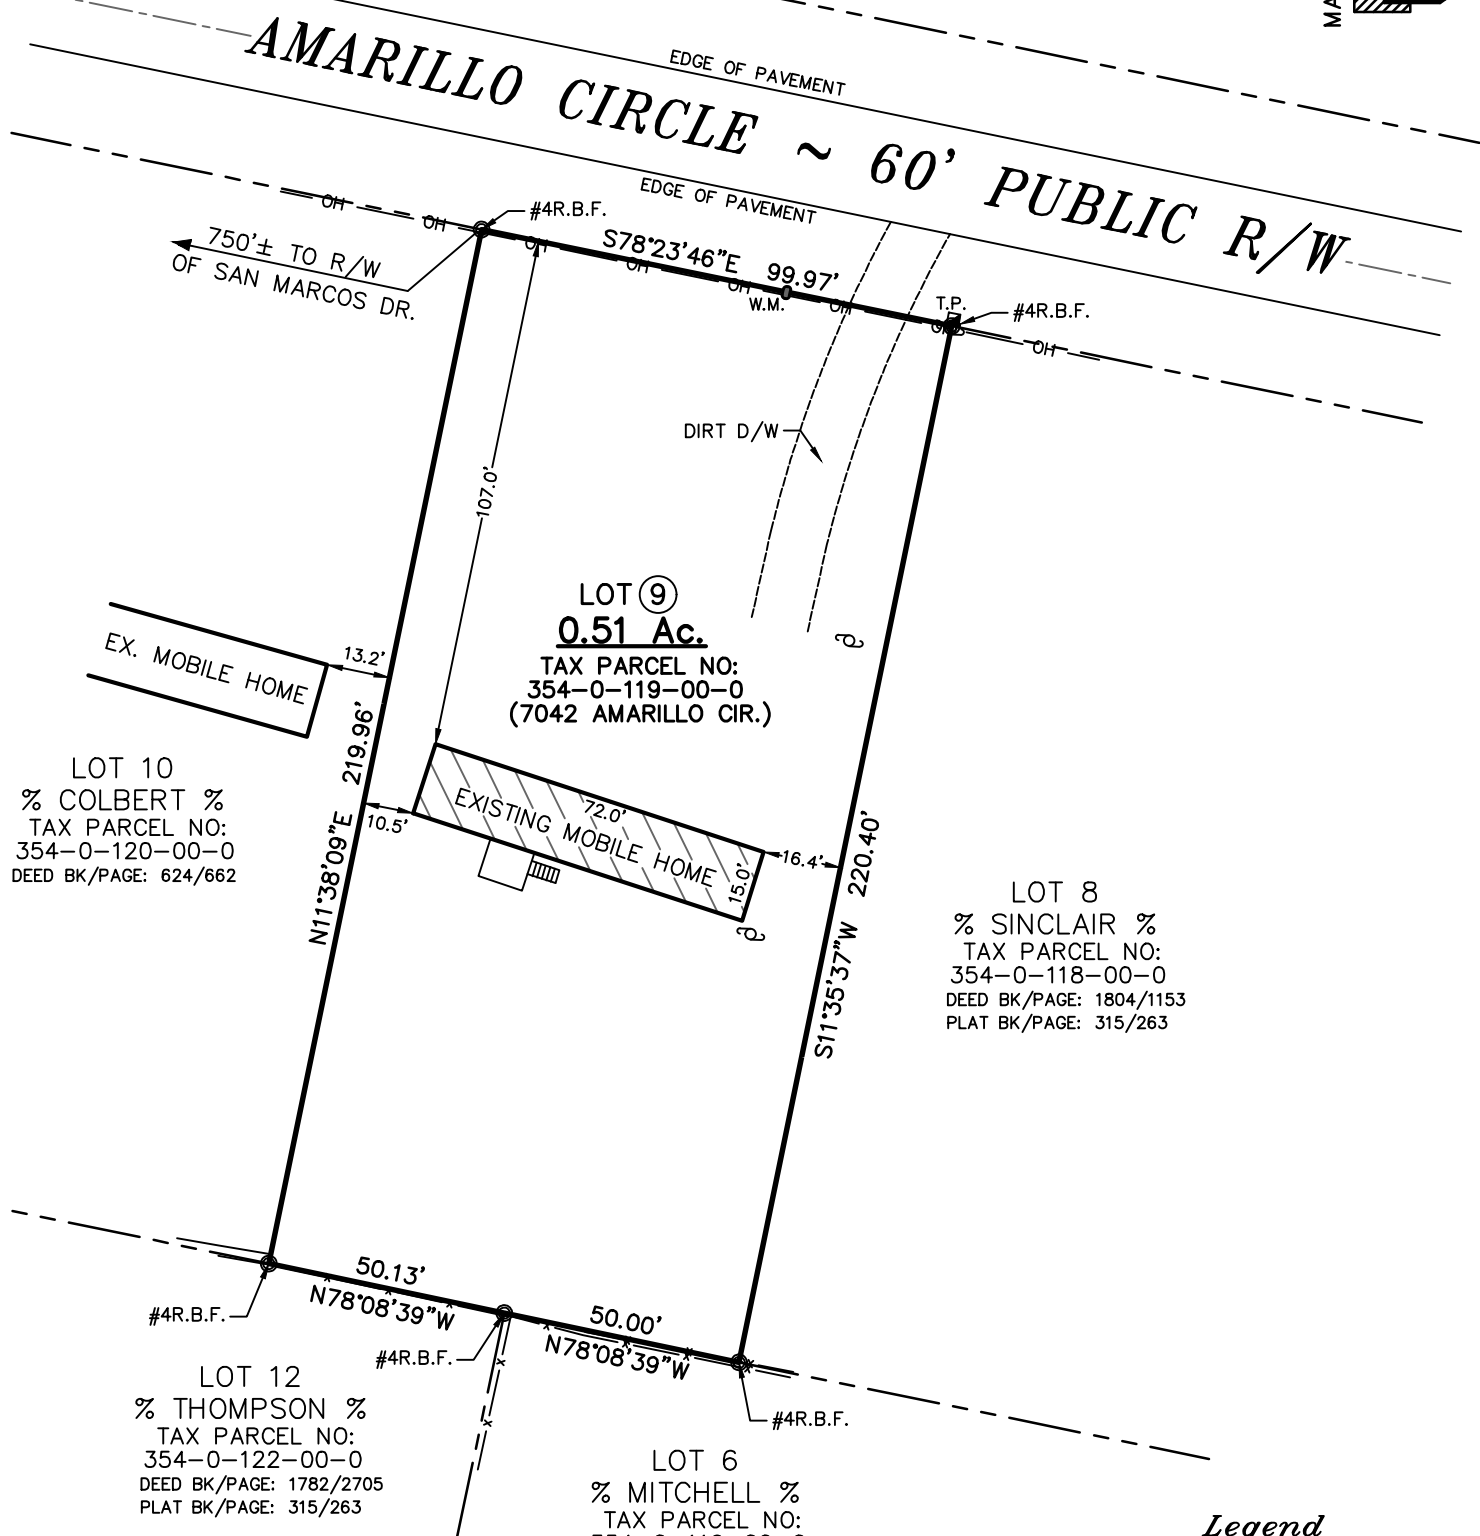 MA
EDGE OF PAVEMENT
AMARILLO CIRCLE ~ 60' PUBLIC R/W
EDGE OF PAVEMENT
OH
OH
#4R.B.F.
OH
S78°23'46"E 99.97'
OH
OH
W.M.
OH
T.P.
#4R.B.F.
OH
750'± TO R/W
OF SAN MARCOS DR.
DIRT D/W
107.0'
LOT 9
0.51 Ac.
TAX PARCEL NO:
354-0-119-00-0
(7042 AMARILLO CIR.)
EX. MOBILE HOME
13.2'
N11°38'09"E 219.96'
LOT 10
% COLBERT %
TAX PARCEL NO:
354-0-120-00-0
DEED BK/PAGE: 624/662
10.5'
72.0'
EXISTING MOBILE HOME
15.0'
16.4'
S11°35'37"W 220.40'
LOT 8
% SINCLAIR %
TAX PARCEL NO:
354-0-118-00-0
DEED BK/PAGE: 1804/1153
PLAT BK/PAGE: 315/263
50.13'
N78°08'39"W
50.00'
N78°08'39"W
#4R.B.F.
#4R.B.F.
#4R.B.F.
LOT 12
% THOMPSON %
TAX PARCEL NO:
354-0-122-00-0
DEED BK/PAGE: 1782/2705
PLAT BK/PAGE: 315/263
LOT 6
% MITCHELL %
TAX PARCEL NO:
Legend